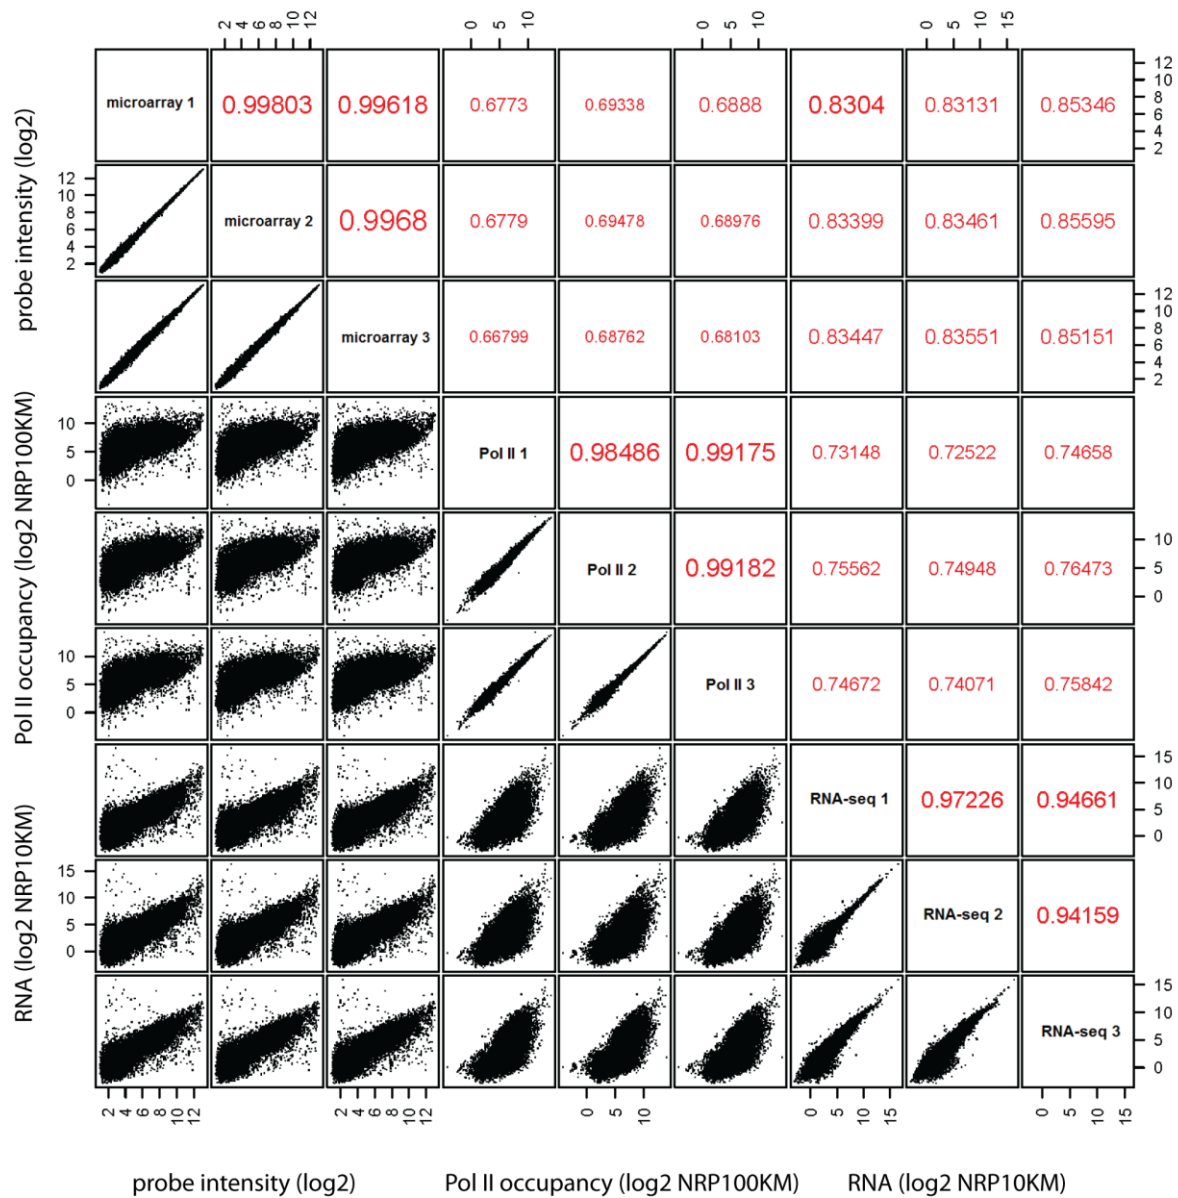 2 4 6 8 10 12 0 5 10 0 5 10 0 5 10 15
microarray 1 0.99803 0.99618 0.6773 0.69338 0.6888 0.8304 0.83131 0.85346
12
10
8
6
4
2
probe intensity (log2)
12
10
8
6
4
2
microarray 2 0.9968 0.6779 0.69478 0.68976 0.83399 0.83461 0.85595
microarray 3 0.66799 0.68762 0.68103 0.83447 0.83551 0.85151
12
10
8
6
4
2
Pol II occupancy (log2 NRP100KM)
10
5
0
Pol II 1 0.98486 0.99175 0.73148 0.72522 0.74658
Pol II 2 0.99182 0.75562 0.74948 0.76473
10
5
0
10
5
0
Pol II 3 0.74672 0.74071 0.75842
RNA (log2 NRP10KM)
RNA-seq 1 0.97226 0.94661
15
10
5
0
15
10
5
0
RNA-seq 2 0.94159
RNA-seq 3
15
10
5
0
2 4 6 8 10 12 2 4 6 8 10 12 0 5 10 0 5 10 15 0 5 10 15
probe intensity (log2) Pol II occupancy (log2 NRP100KM) RNA (log2 NRP10KM)